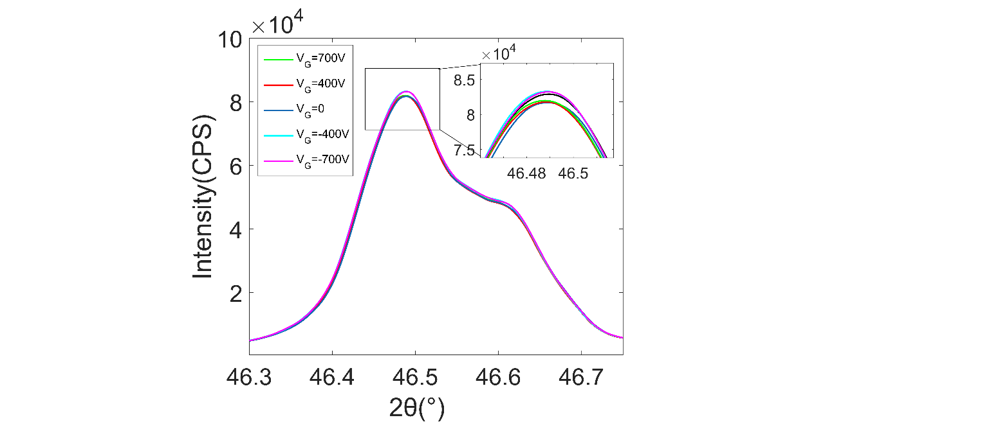 ×10⁴
10
8
6
4
2
Intensity(CPS)
V_G=700V
V_G=400V
V_G=0
V_G=-400V
V_G=-700V
×10⁴
8.5
8
7.5
46.48 46.5
46.3 46.4 46.5 46.6 46.7
2θ(°)